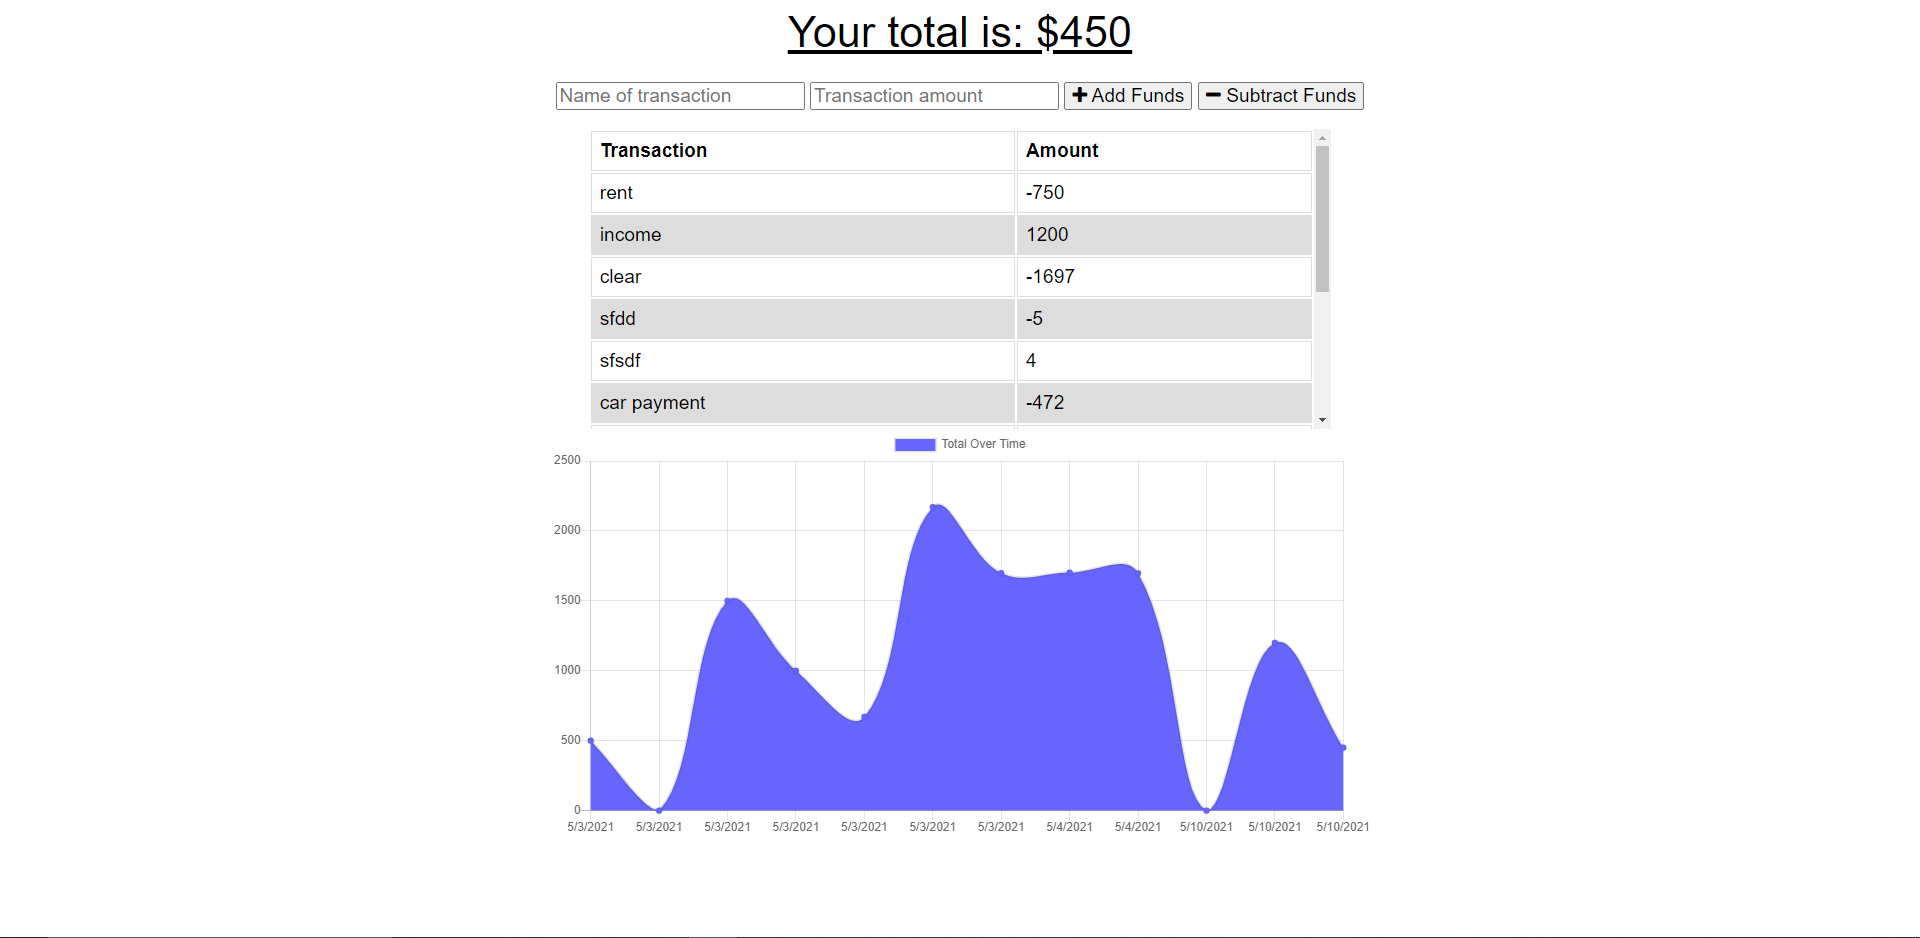 Your total is: $450
Name of transaction Transaction amount Add Funds Subtract Funds
Transaction Amount
rent -750
income 1200
clear -1697
sfdd -5
sfsdf 4
car payment -472
Total Over Time
2500
2000
1500
1000
500
0
5/3/2021 5/3/2021 5/3/2021 5/3/2021 5/3/2021 5/3/2021 5/3/2021 5/4/2021 5/4/2021 5/10/2021 5/10/2021 5/10/2021